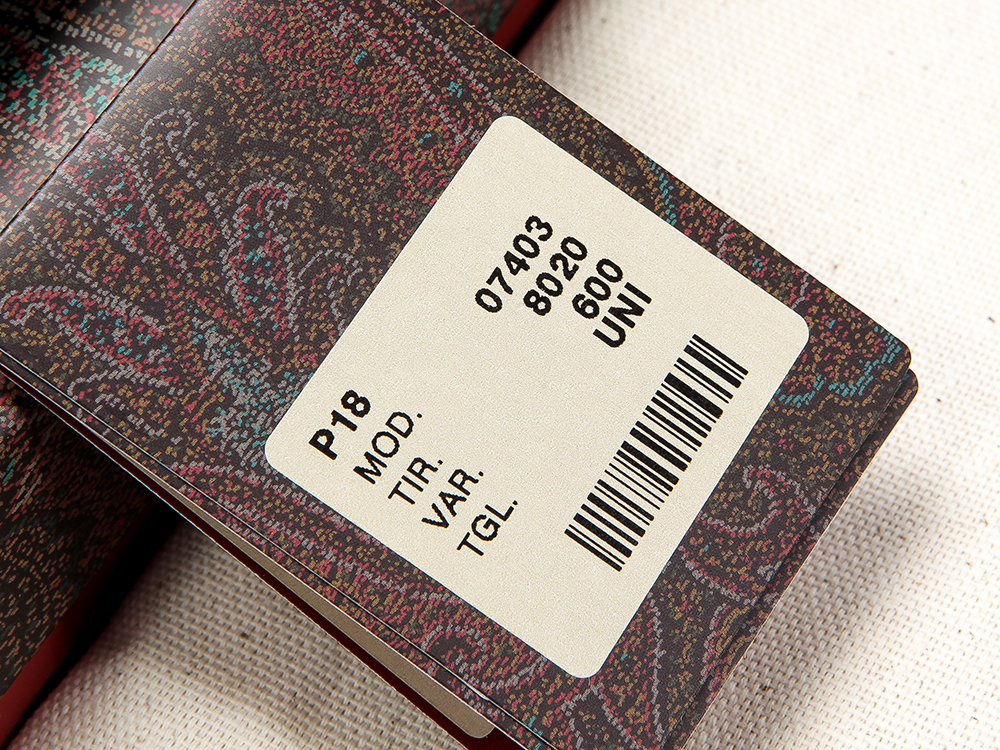 P18
MOD. 07403
TIR. 8020
VAR. 600
TGL. UNI